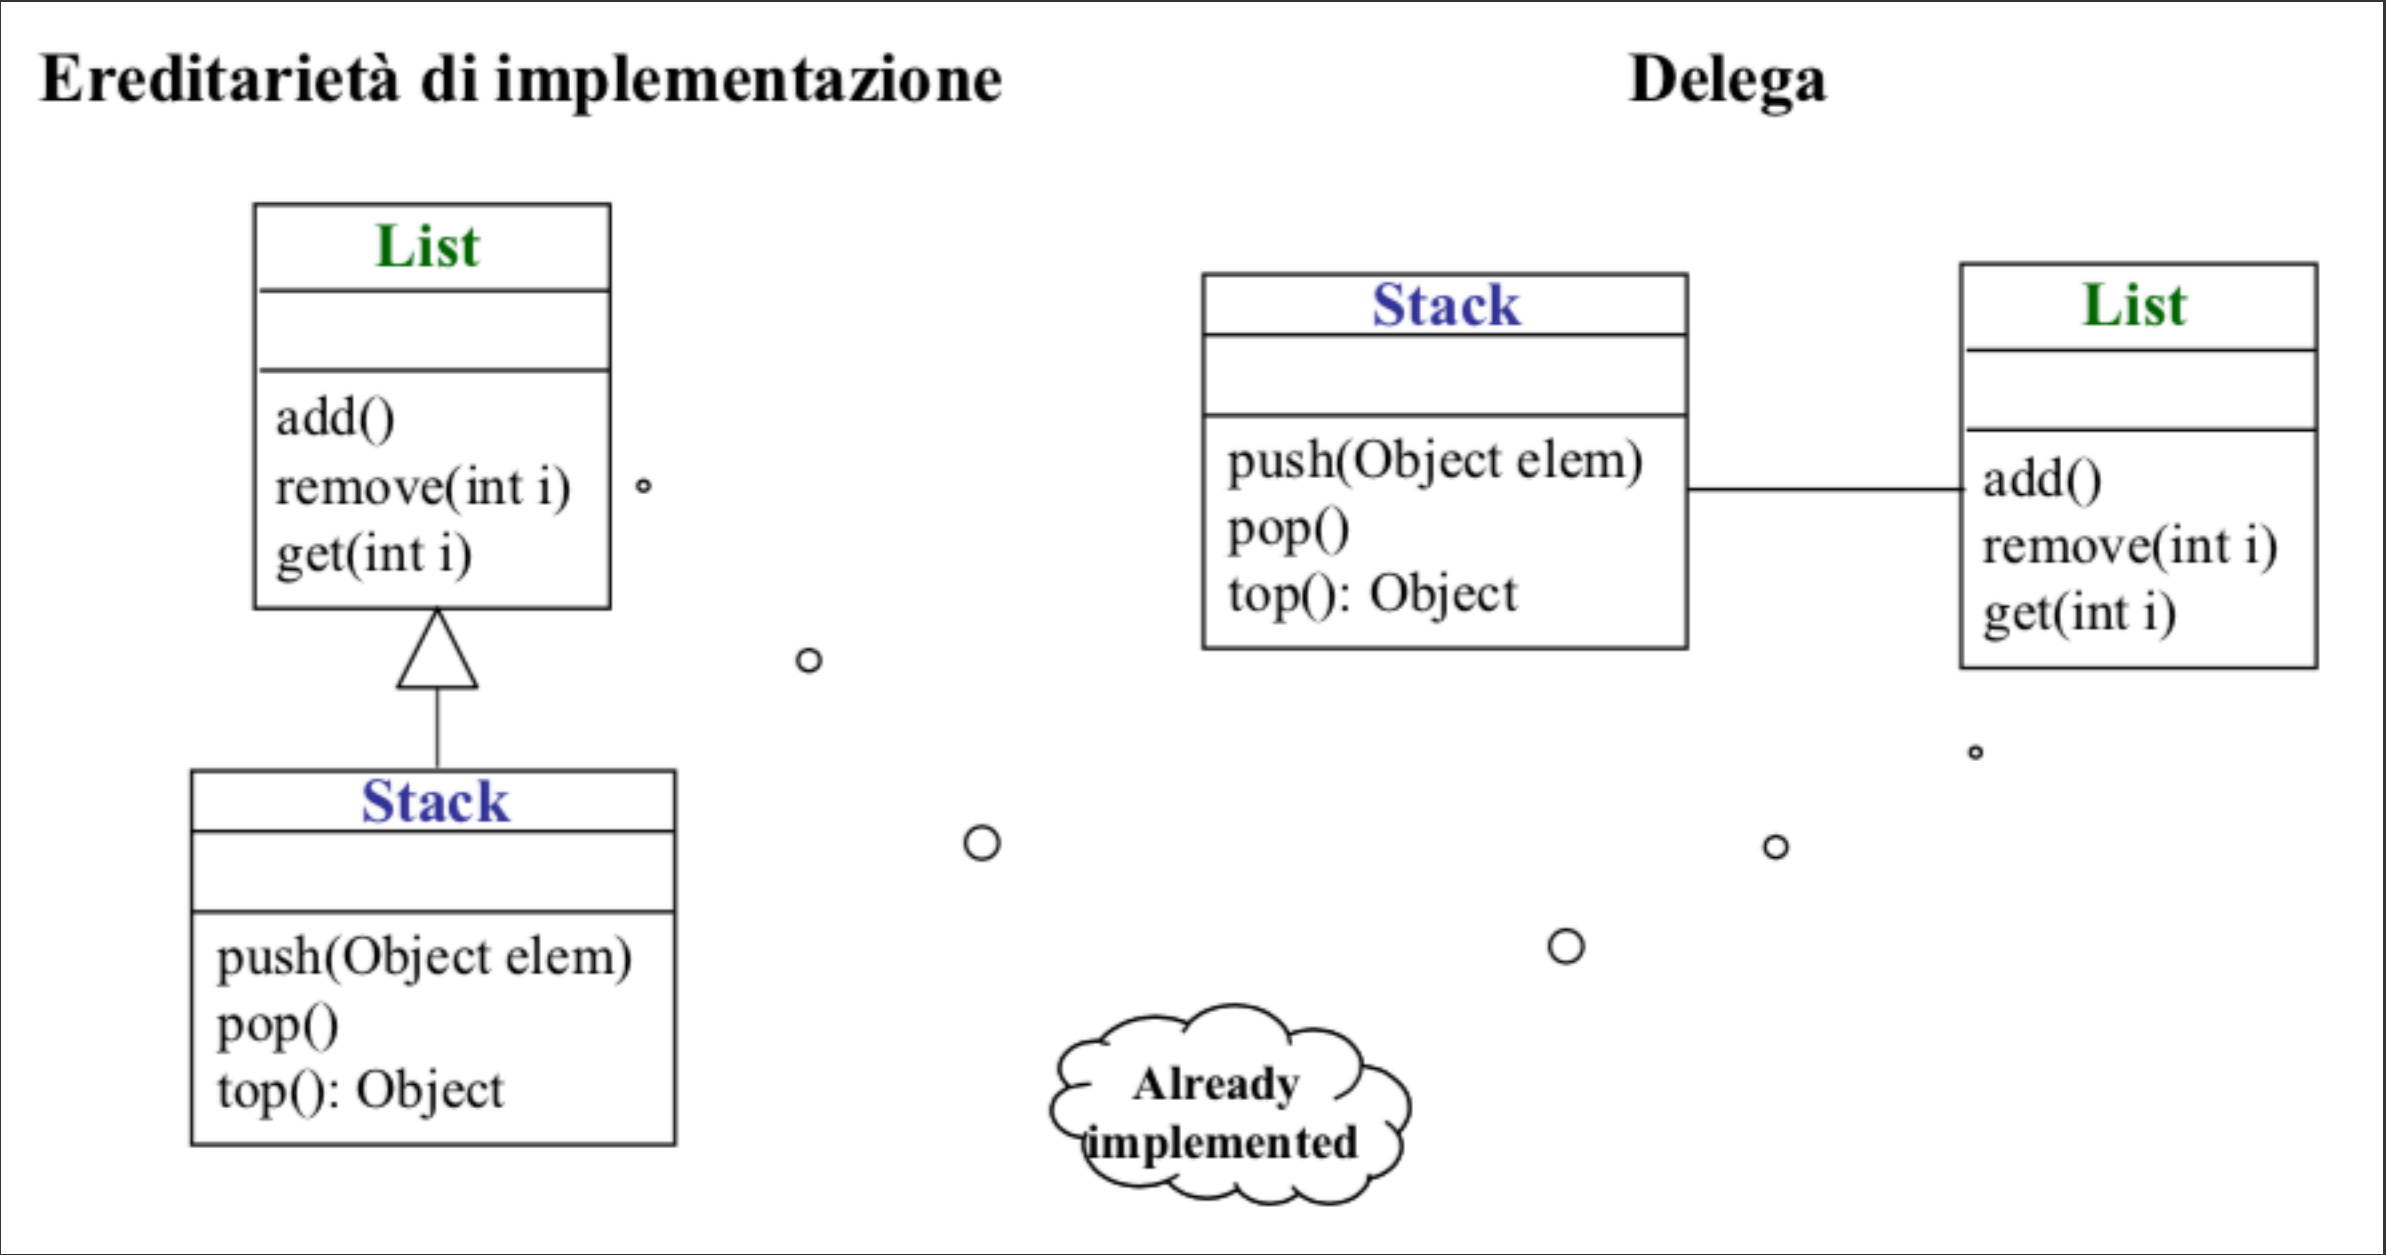 Ereditarietà di implementazione
Delega
List
add()
remove(int i)
get(int i)
Stack
push(Object elem)
pop()
top(): Object
Stack
push(Object elem)
pop()
top(): Object
List
add()
remove(int i)
get(int i)
Already
implemented